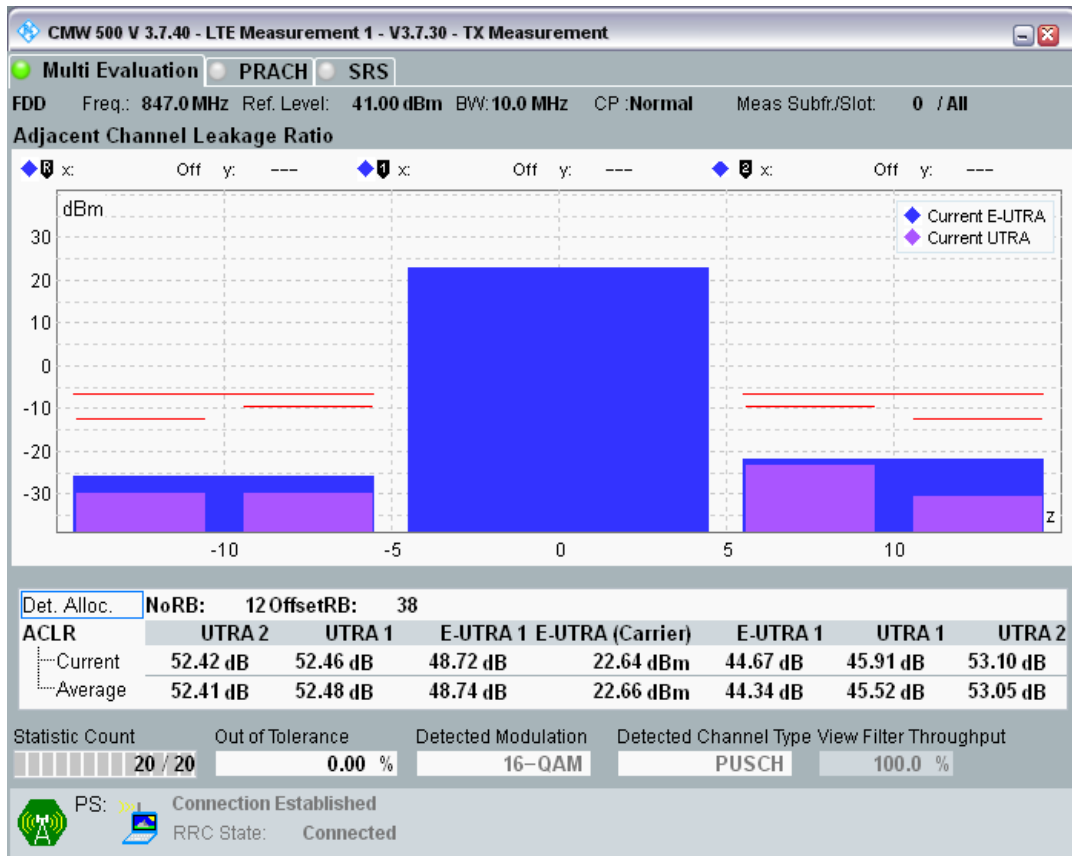 CMW 500 V 3.7.40 - LTE Measurement 1 - V3.7.30 - TX Measurement
Multi Evaluation PRACH SRS
FDD Freq.: 847.0 MHz Ref. Level: 41.00 dBm BW: 10.0 MHz CP :Normal Meas Subfr./Slot: 0 / All
Adjacent Channel Leakage Ratio
R x: Off y: --- 1 x: Off y: --- 2 x: Off y: ---
dBm
Current E-UTRA
Current UTRA
30
20
10
0
-10
-20
-30
z
-10 -5 0 5 10
Det. Alloc. NoRB: 12 OffsetRB: 38
ACLR UTRA 2 UTRA 1 E-UTRA 1 E-UTRA (Carrier) E-UTRA 1 UTRA 1 UTRA 2
Current 52.42 dB 52.46 dB 48.72 dB 22.64 dBm 44.67 dB 45.91 dB 53.10 dB
Average 52.41 dB 52.48 dB 48.74 dB 22.66 dBm 44.34 dB 45.52 dB 53.05 dB
Statistic Count Out of Tolerance Detected Modulation Detected Channel Type View Filter Throughput
20 / 20 0.00 % 16-QAM PUSCH 100.0 %
PS: Connection Established
RRC State: Connected